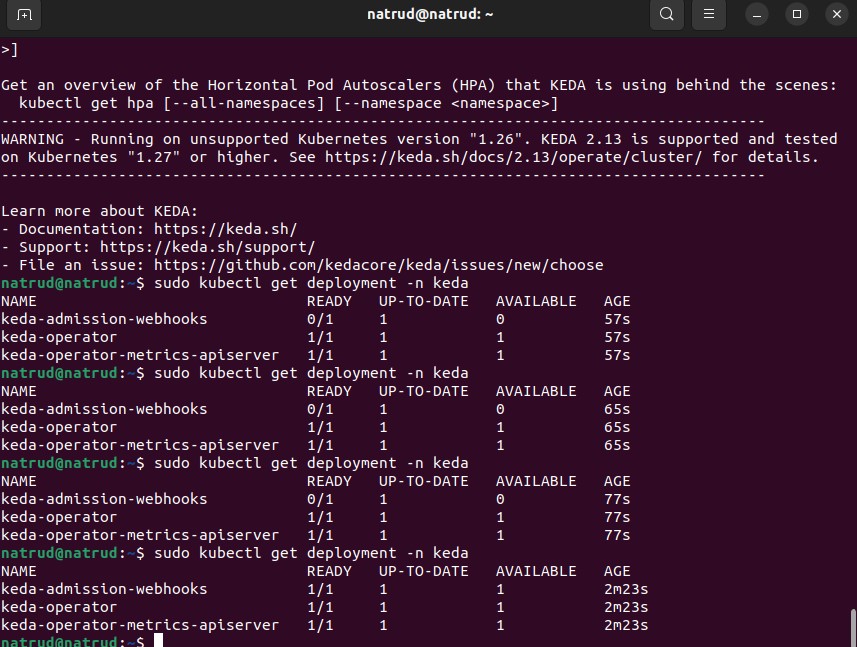 natrud@natrud: ~
>]
Get an overview of the Horizontal Pod Autoscalers (HPA) that KEDA is using behind the scenes:
  kubectl get hpa [--all-namespaces] [--namespace <namespace>]
-------------------------------------------------------------------------------------
WARNING - Running on unsupported Kubernetes version "1.26". KEDA 2.13 is supported and tested
on Kubernetes "1.27" or higher. See https://keda.sh/docs/2.13/operate/cluster/ for details.
-------------------------------------------------------------------------------------
Learn more about KEDA:
- Documentation: https://keda.sh/
- Support: https://keda.sh/support/
- File an issue: https://github.com/kedacore/keda/issues/new/choose
natrud@natrud:~$ sudo kubectl get deployment -n keda
NAME                              READY   UP-TO-DATE   AVAILABLE   AGE
keda-admission-webhooks           0/1     1            0           57s
keda-operator                     1/1     1            1           57s
keda-operator-metrics-apiserver   1/1     1            1           57s
natrud@natrud:~$ sudo kubectl get deployment -n keda
NAME                              READY   UP-TO-DATE   AVAILABLE   AGE
keda-admission-webhooks           0/1     1            0           65s
keda-operator                     1/1     1            1           65s
keda-operator-metrics-apiserver   1/1     1            1           65s
natrud@natrud:~$ sudo kubectl get deployment -n keda
NAME                              READY   UP-TO-DATE   AVAILABLE   AGE
keda-admission-webhooks           0/1     1            0           77s
keda-operator                     1/1     1            1           77s
keda-operator-metrics-apiserver   1/1     1            1           77s
natrud@natrud:~$ sudo kubectl get deployment -n keda
NAME                              READY   UP-TO-DATE   AVAILABLE   AGE
keda-admission-webhooks           1/1     1            1           2m23s
keda-operator                     1/1     1            1           2m23s
keda-operator-metrics-apiserver   1/1     1            1           2m23s
natrud@natrud:~$